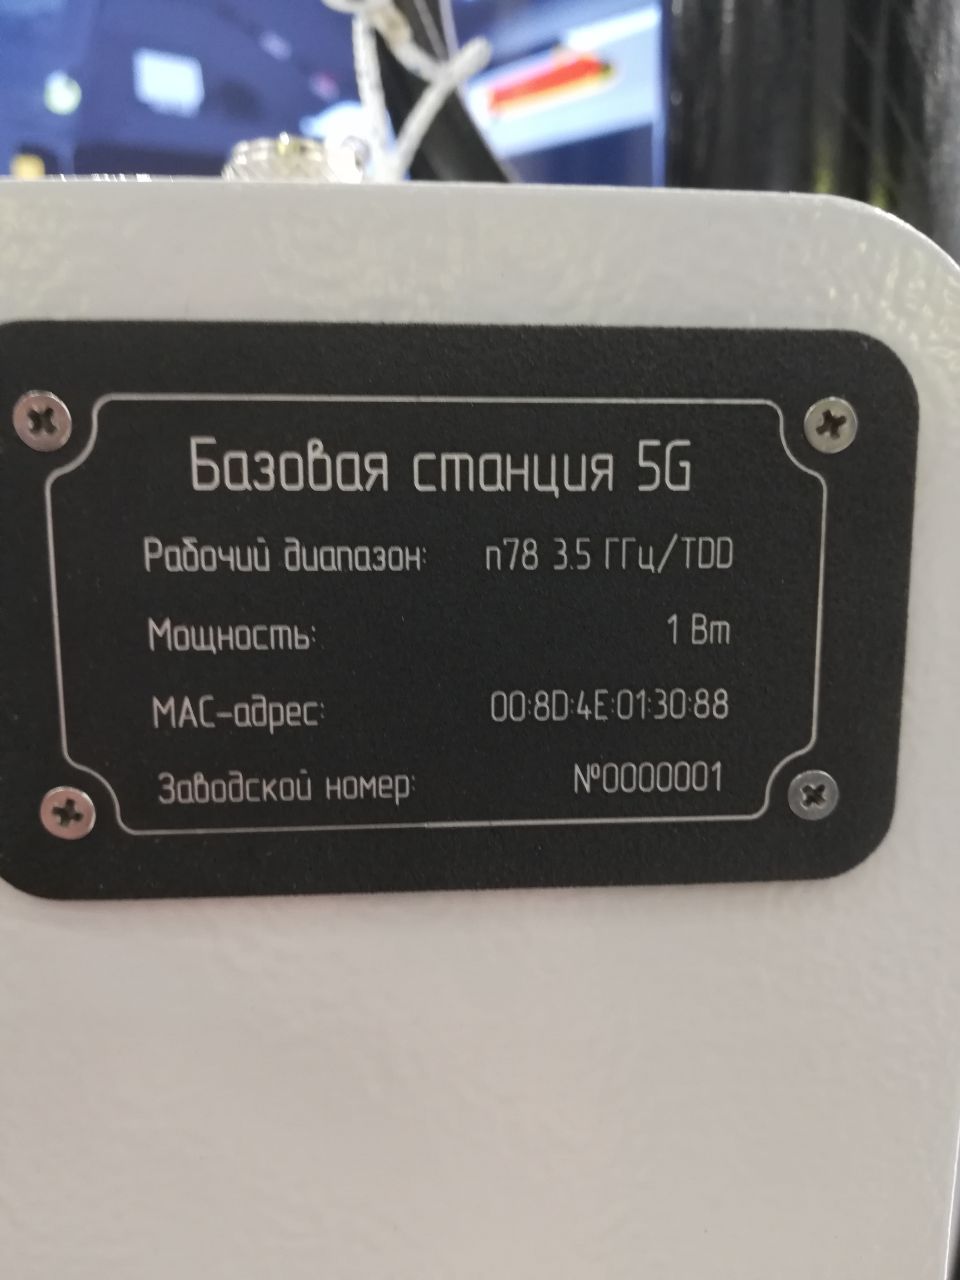 Базовая станция 5G
Рабочий диапазон: n78 3.5 ГГц/TDD
Мощность: 1 Вт
MAC-адрес: 00:8D:4E:01:30:88
Заводской номер: №0000001